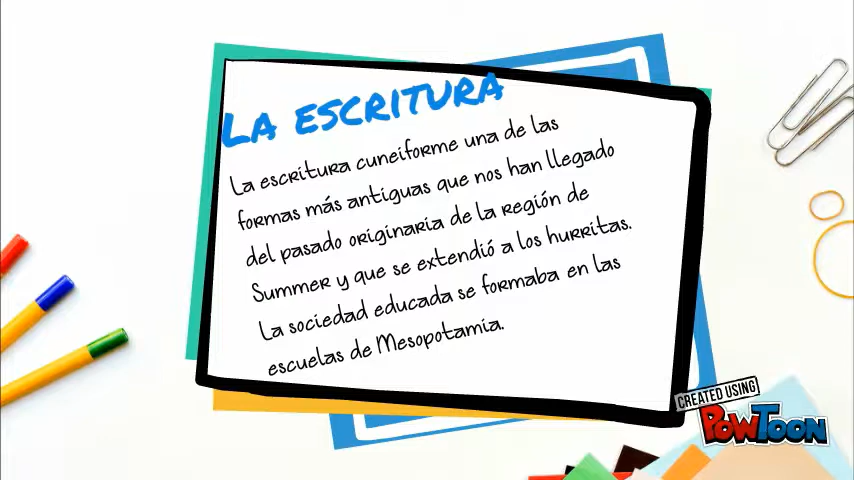 LA ESCRITURA
La escritura cuneiforme una de las
formas más antiguas que nos han llegado
del pasado originaria de la región de
Summer y que se extendió a los hurritas.
La sociedad educada se formaba en las
escuelas de Mesopotamia.
CREATED USING
POWTOON